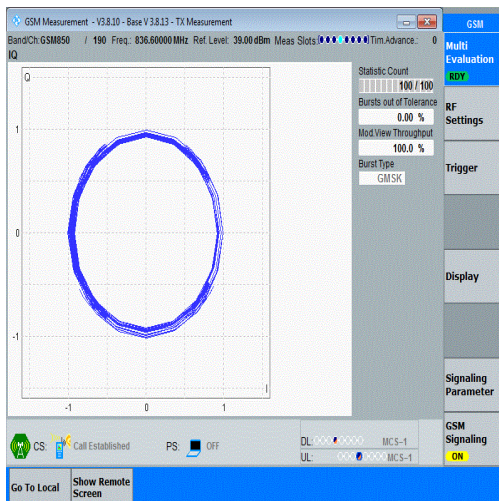 GSM Measurement - V3.8.10 - Base V 3.8.13 - TX Measurement
GSM
Band/Ch: GSM850 / 190 Freq.: 836.60000 MHz Ref. Level: 39.00 dBm Meas Slots: Tim.Advance.: 0
IQ
Multi
Evaluation
RDY
Q
Statistic Count
100 / 100
Bursts out of Tolerance
0.00 %
Mod.View Throughput
100.0 %
Burst Type
GMSK
RF
Settings
Trigger
1
0
-1
I
-1 0 1
Display
Signaling
Parameter
CS: Call Established PS: OFF
DL: MCS-1
UL: MCS-1
GSM
Signaling
ON
Go To Local
Show Remote
Screen